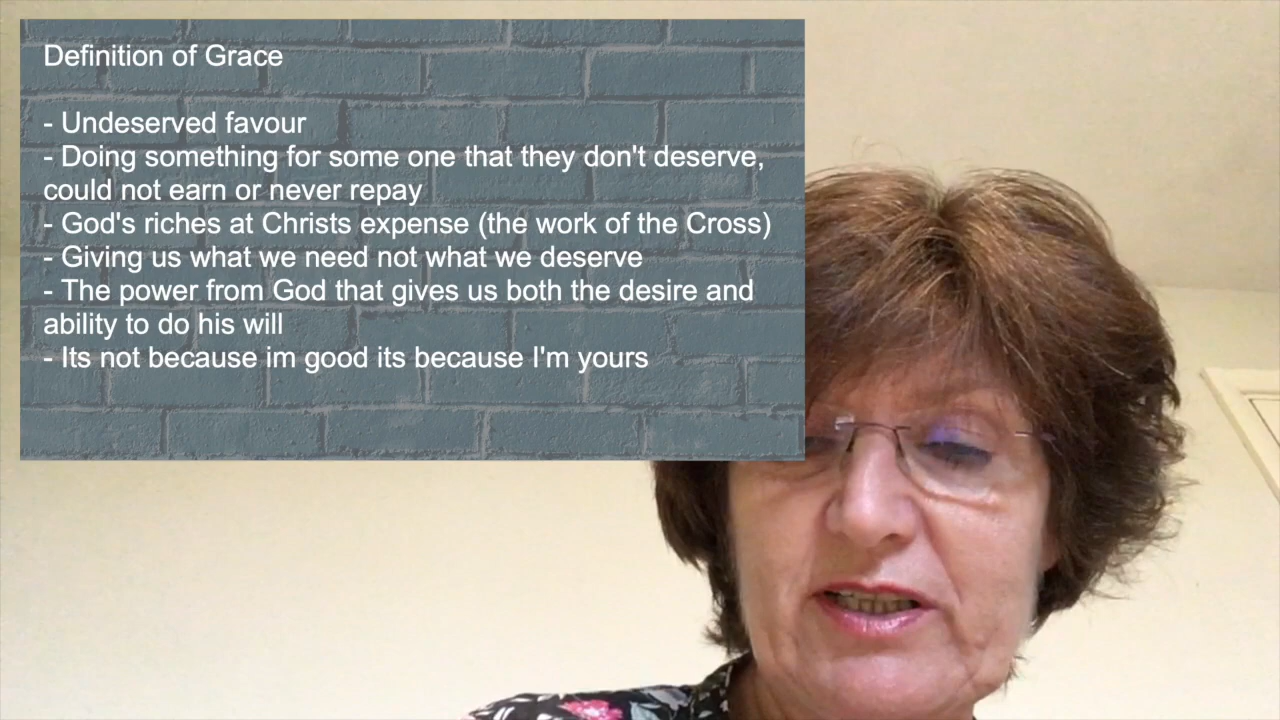 Definition of Grace
- Undeserved favour
- Doing something for some one that they don't deserve,
could not earn or never repay
- God's riches at Christs expense (the work of the Cross)
- Giving us what we need not what we deserve
- The power from God that gives us both the desire and
ability to do his will
- Its not because im good its because I'm yours